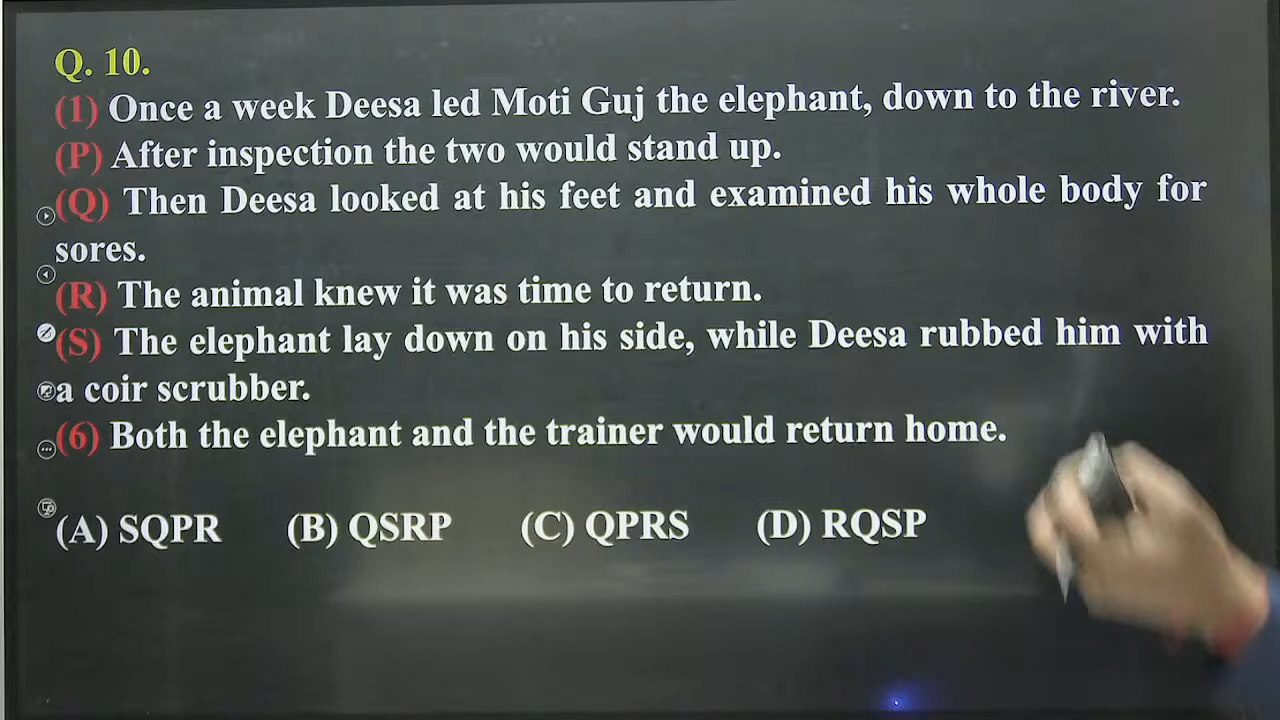 Q. 10.
(1) Once a week Deesa led Moti Guj the elephant, down to the river.
(P) After inspection the two would stand up.
(Q) Then Deesa looked at his feet and examined his whole body for
sores.
(R) The animal knew it was time to return.
(S) The elephant lay down on his side, while Deesa rubbed him with
a coir scrubber.
(6) Both the elephant and the trainer would return home.
(A) SQPR (B) QSRP (C) QPRS (D) RQSP